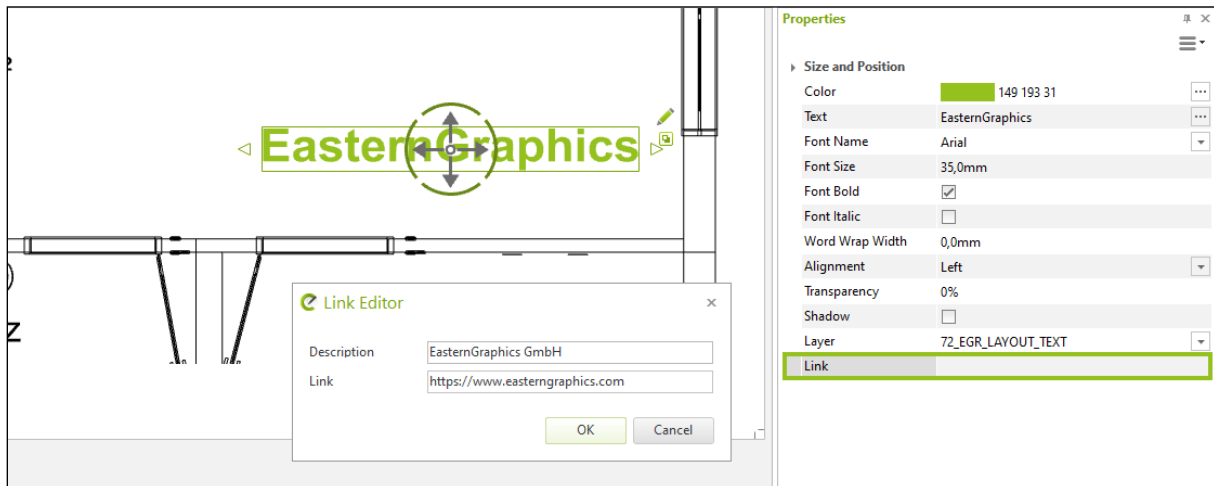 EasternGraphics
Z
Link Editor
Description EasternGraphics GmbH
Link https://www.easterngraphics.com
OK Cancel
Properties
Size and Position
Color 149 193 31
Text EasternGraphics
Font Name Arial
Font Size 35,0mm
Font Bold
Font Italic
Word Wrap Width 0,0mm
Alignment Left
Transparency 0%
Shadow
Layer 72_EGR_LAYOUT_TEXT
Link